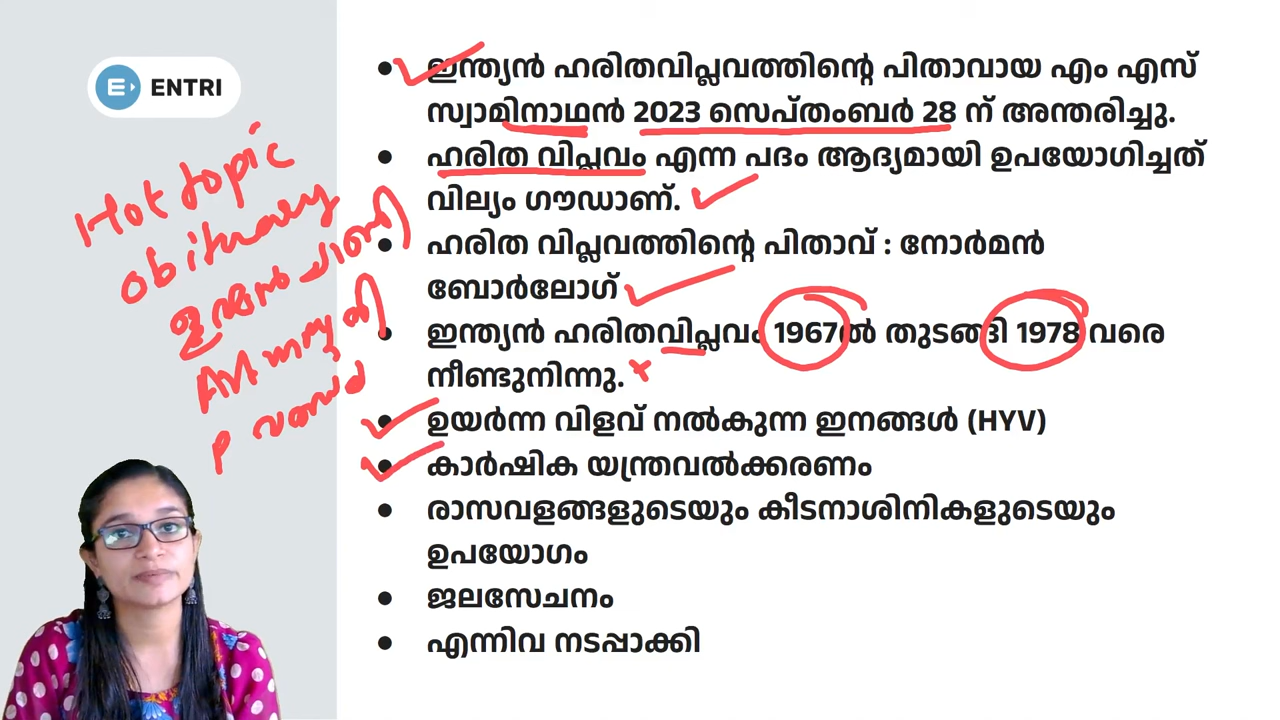 ENTRI
Hot topic
obituary
ഇന്ത്യൻ ഹരിതവിപ്ലവത്തിന്റെ പിതാവായ എം എസ്
സ്വാമിനാഥൻ 2023 സെപ്തംബർ 28 ന് അന്തരിച്ചു.
ഹരിത വിപ്ലവം എന്ന പദം ആദ്യമായി ഉപയോഗിച്ചത്
വില്യം ഗൗഡാണ്.
ഹരിത വിപ്ലവത്തിന്റെ പിതാവ് : നോർമൻ
ബോർലോഗ്
ഇന്ത്യൻ ഹരിതവിപ്ലവം 1967ൽ തുടങ്ങി 1978 വരെ
നീണ്ടുനിന്നു.
ഉയർന്ന വിളവ് നൽകുന്ന ഇനങ്ങൾ (HYV)
കാർഷിക യന്ത്രവൽക്കരണം
രാസവളങ്ങളുടെയും കീടനാശിനികളുടെയും
ഉപയോഗം
ജലസേചനം
എന്നിവ നടപ്പാക്കി